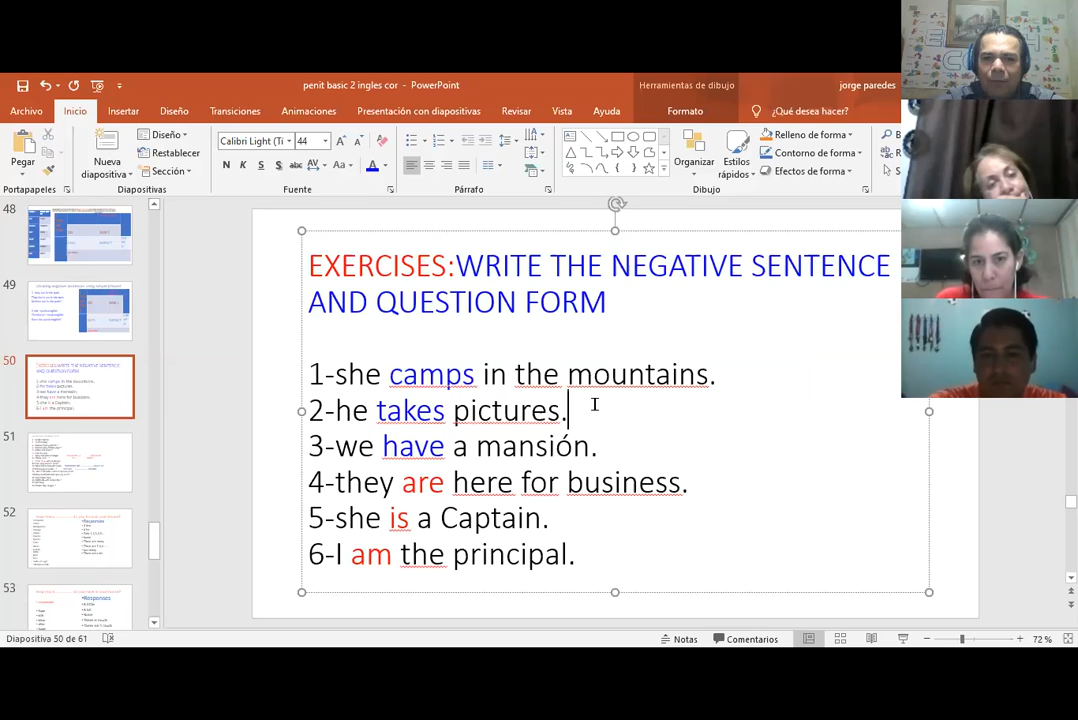 penit basic 2 ingles cor - PowerPoint
Herramientas de dibujo
jorge paredes
Archivo
Inicio
Insertar
Diseño
Transiciones
Animaciones
Presentación con diapositivas
Revisar
Vista
Ayuda
Formato
¿Qué desea hacer?
Pegar
Nueva
diapositiva
Diseño
Restablecer
Sección
Calibri Light (Ti
44
N K S S abc AV Aa A
Organizar
Estilos
rápidos
Relleno de forma
Contorno de forma
Efectos de forma
Portapapeles
Diapositivas
Fuente
Párrafo
Dibujo
48
49
50
51
52
53
EXERCISES:WRITE THE NEGATIVE SENTENCE
AND QUESTION FORM
1-she camps in the mountains.
2-he takes pictures.
3-we have a mansión.
4-they are here for business.
5-she is a Captain.
6-I am the principal.
Diapositiva 50 de 61
Notas
Comentarios
72 %